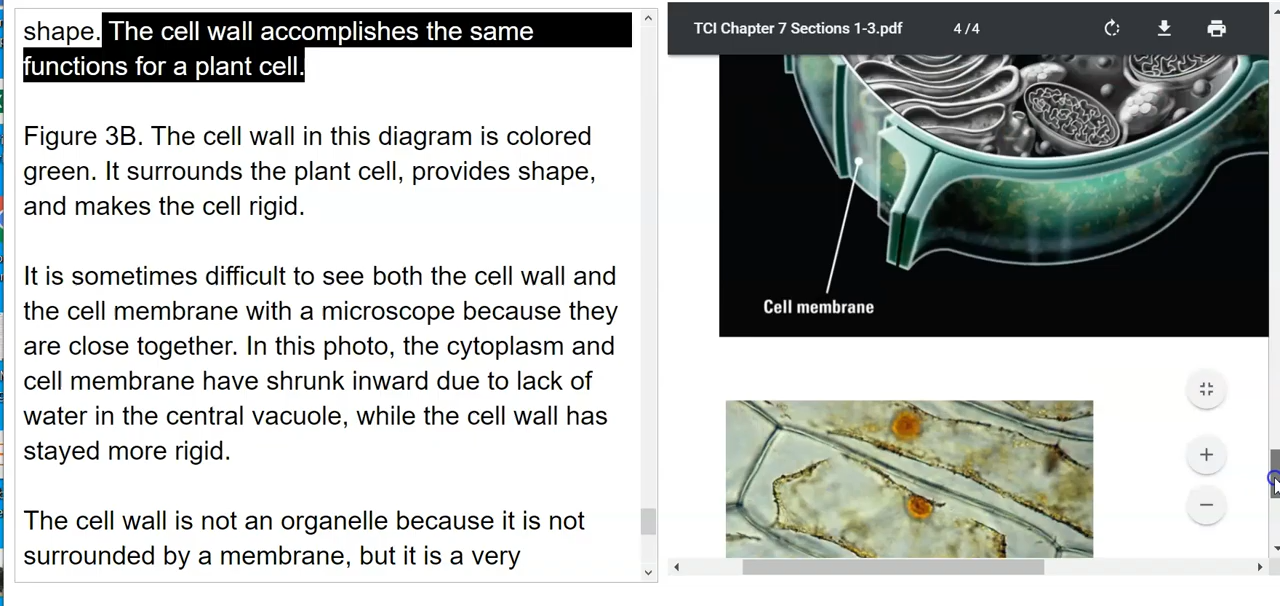 shape. The cell wall accomplishes the same
functions for a plant cell.
Figure 3B. The cell wall in this diagram is colored
green. It surrounds the plant cell, provides shape,
and makes the cell rigid.
It is sometimes difficult to see both the cell wall and
the cell membrane with a microscope because they
are close together. In this photo, the cytoplasm and
cell membrane have shrunk inward due to lack of
water in the central vacuole, while the cell wall has
stayed more rigid.
The cell wall is not an organelle because it is not
surrounded by a membrane, but it is a very
TCI Chapter 7 Sections 1-3.pdf
4/4
Cell membrane